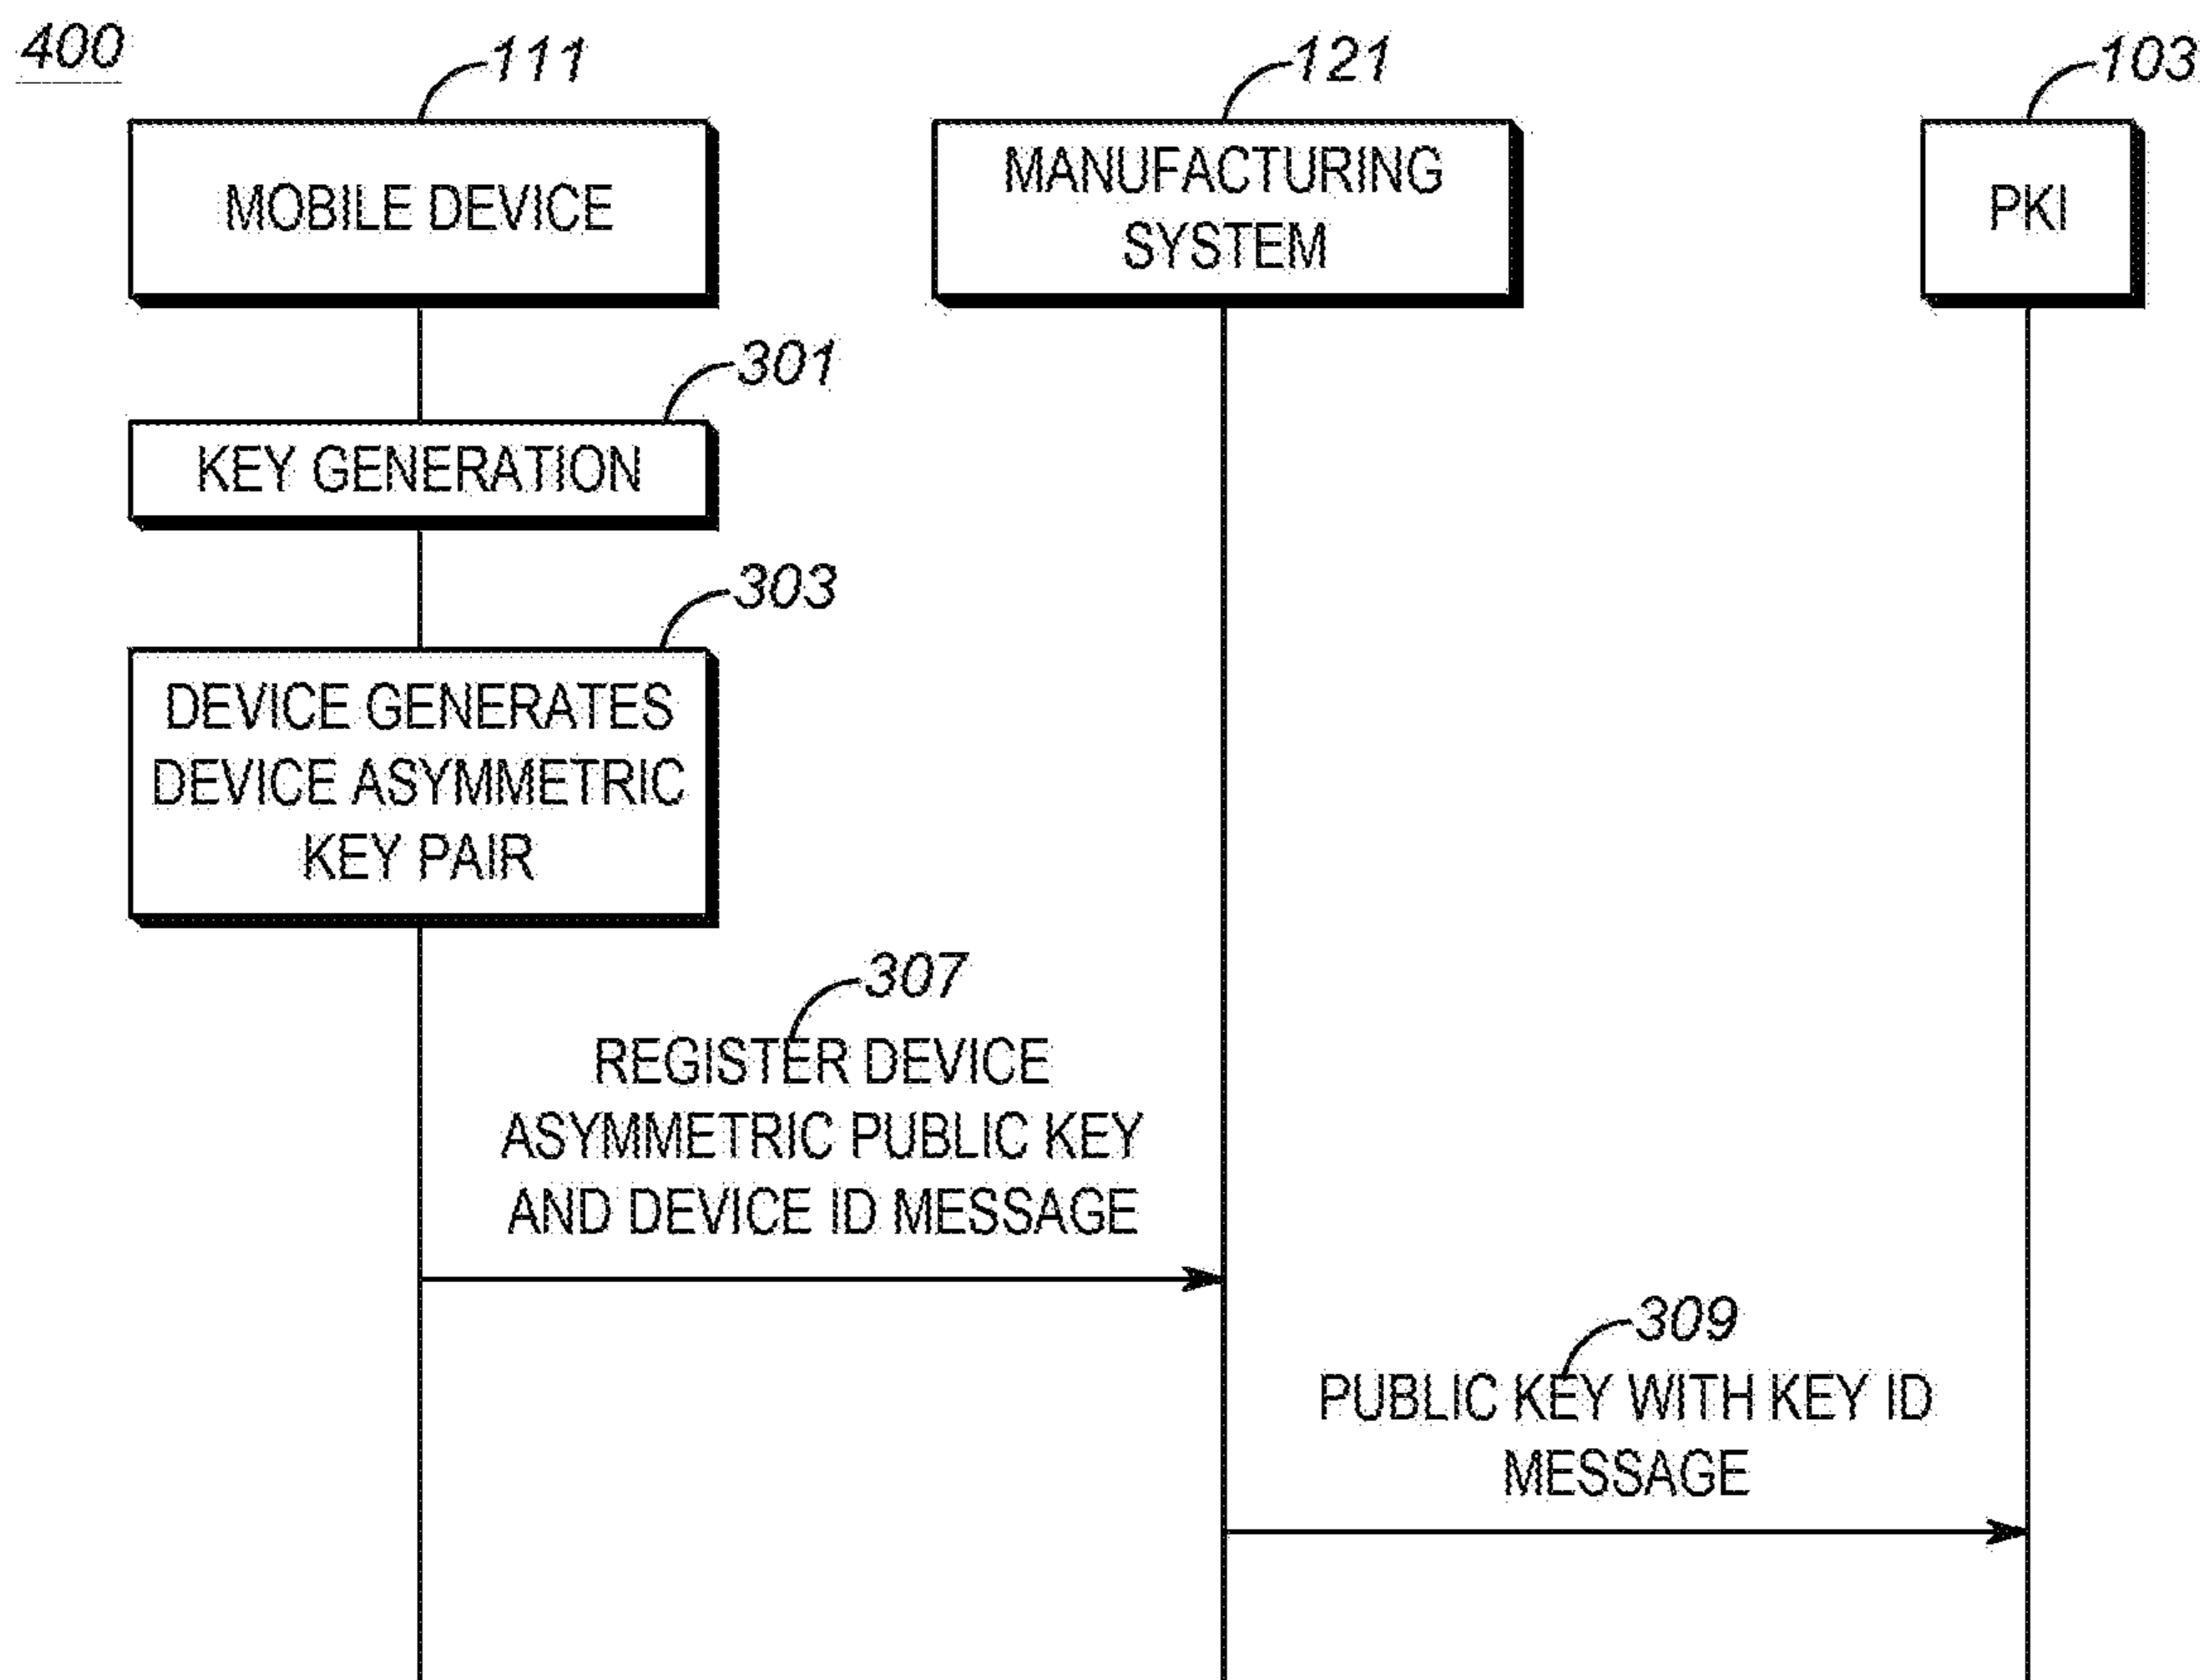 400
111
121
103
MOBILE DEVICE
MANUFACTURING
SYSTEM
PKI
301
KEY GENERATION
303
DEVICE GENERATES
DEVICE ASYMMETRIC
KEY PAIR
307
REGISTER DEVICE
ASYMMETRIC PUBLIC KEY
AND DEVICE ID MESSAGE
309
PUBLIC KEY WITH KEY ID
MESSAGE